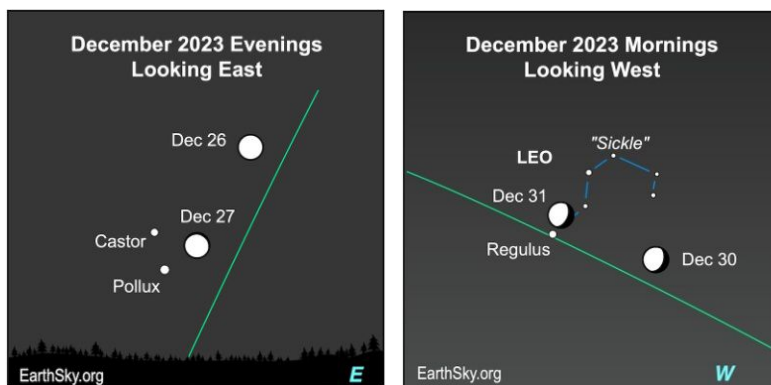 December 2023 Evenings
Looking East
Dec 26
Dec 27
Castor
Pollux
EarthSky.org
E
December 2023 Mornings
Looking West
"Sickle"
LEO
Dec 31
Regulus
Dec 30
EarthSky.org
W